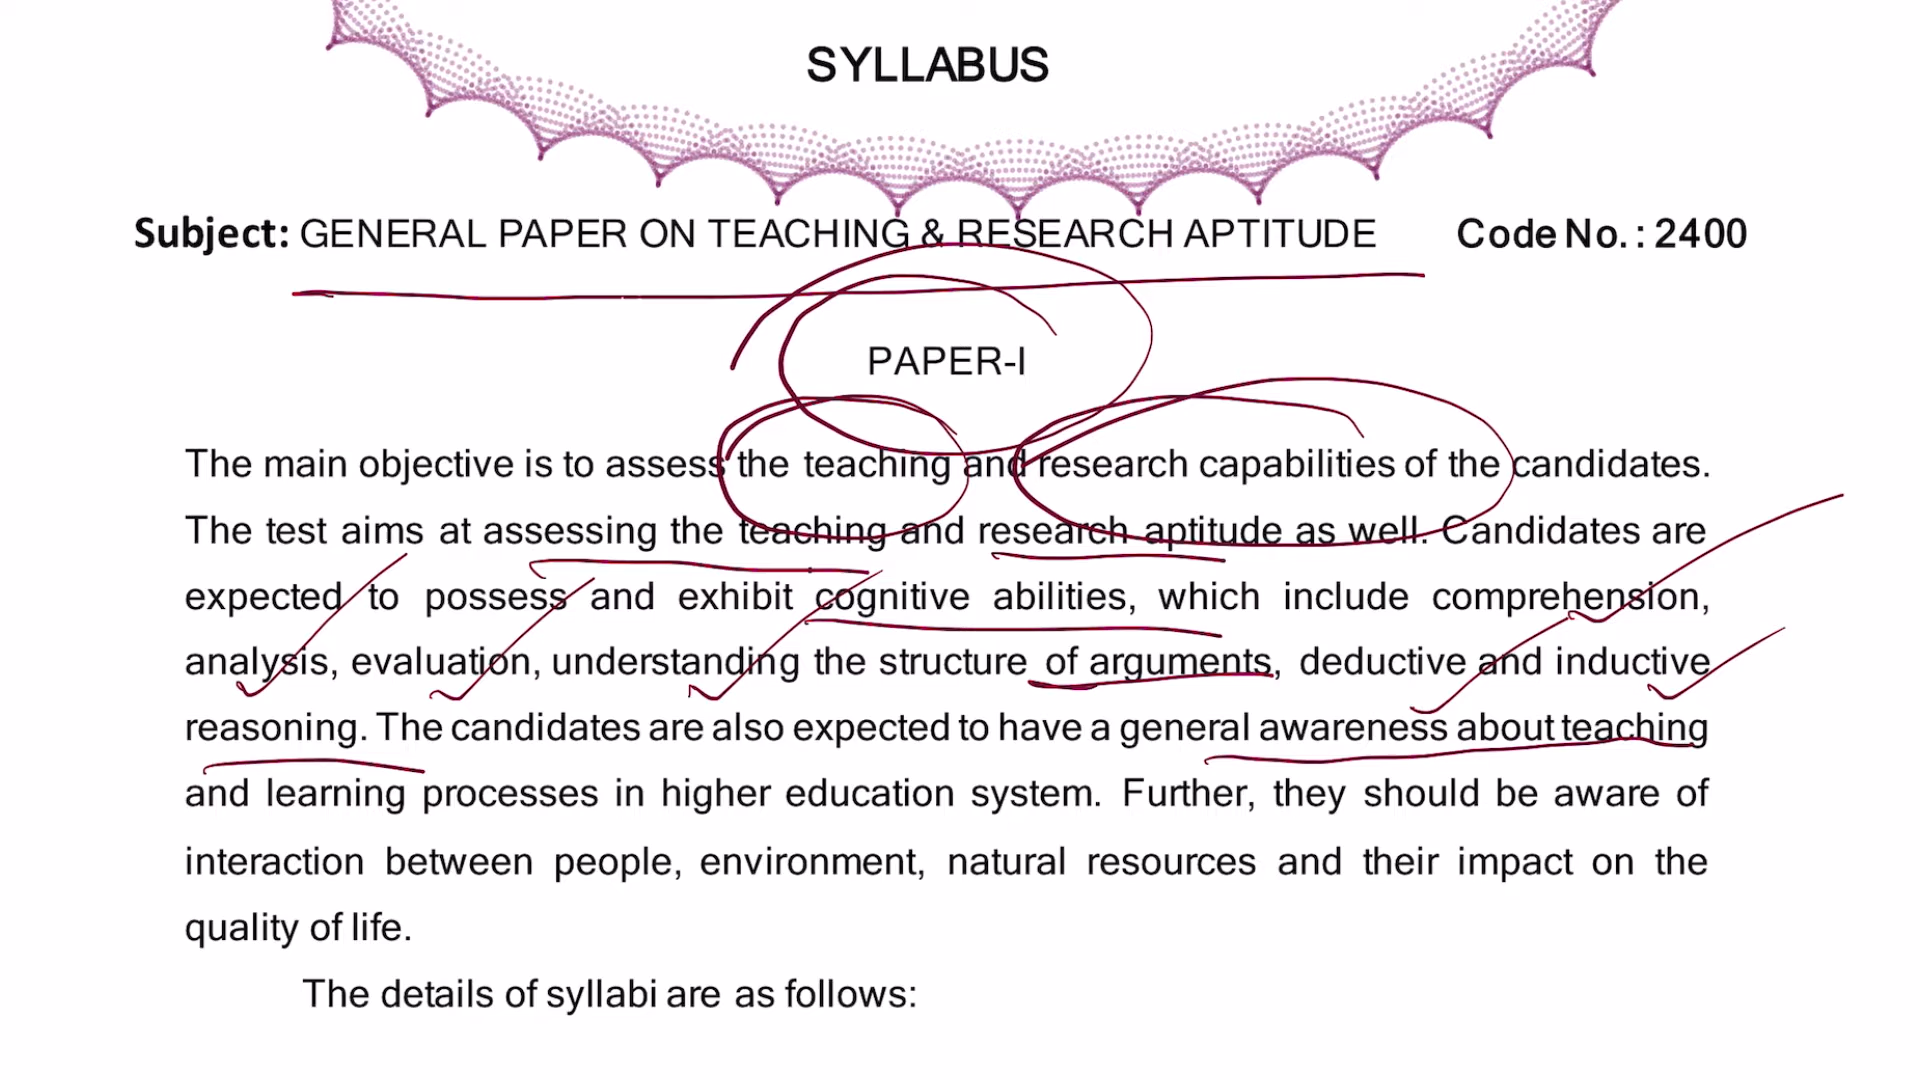 SYLLABUS
Subject: GENERAL PAPER ON TEACHING & RESEARCH APTITUDE Code No. : 2400
PAPER-I
The main objective is to assess the teaching and research capabilities of the candidates.
The test aims at assessing the teaching and research aptitude as well. Candidates are
expected to possess and exhibit cognitive abilities, which include comprehension,
analysis, evaluation, understanding the structure of arguments, deductive and inductive
reasoning. The candidates are also expected to have a general awareness about teaching
and learning processes in higher education system. Further, they should be aware of
interaction between people, environment, natural resources and their impact on the
quality of life.
The details of syllabi are as follows: